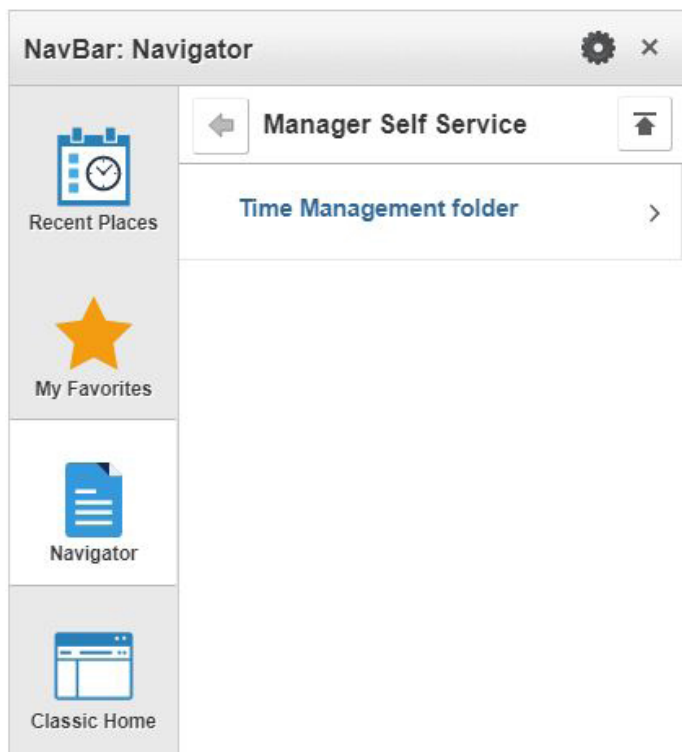 NavBar: Navigator
Recent Places
My Favorites
Navigator
Classic Home
Manager Self Service
Time Management folder